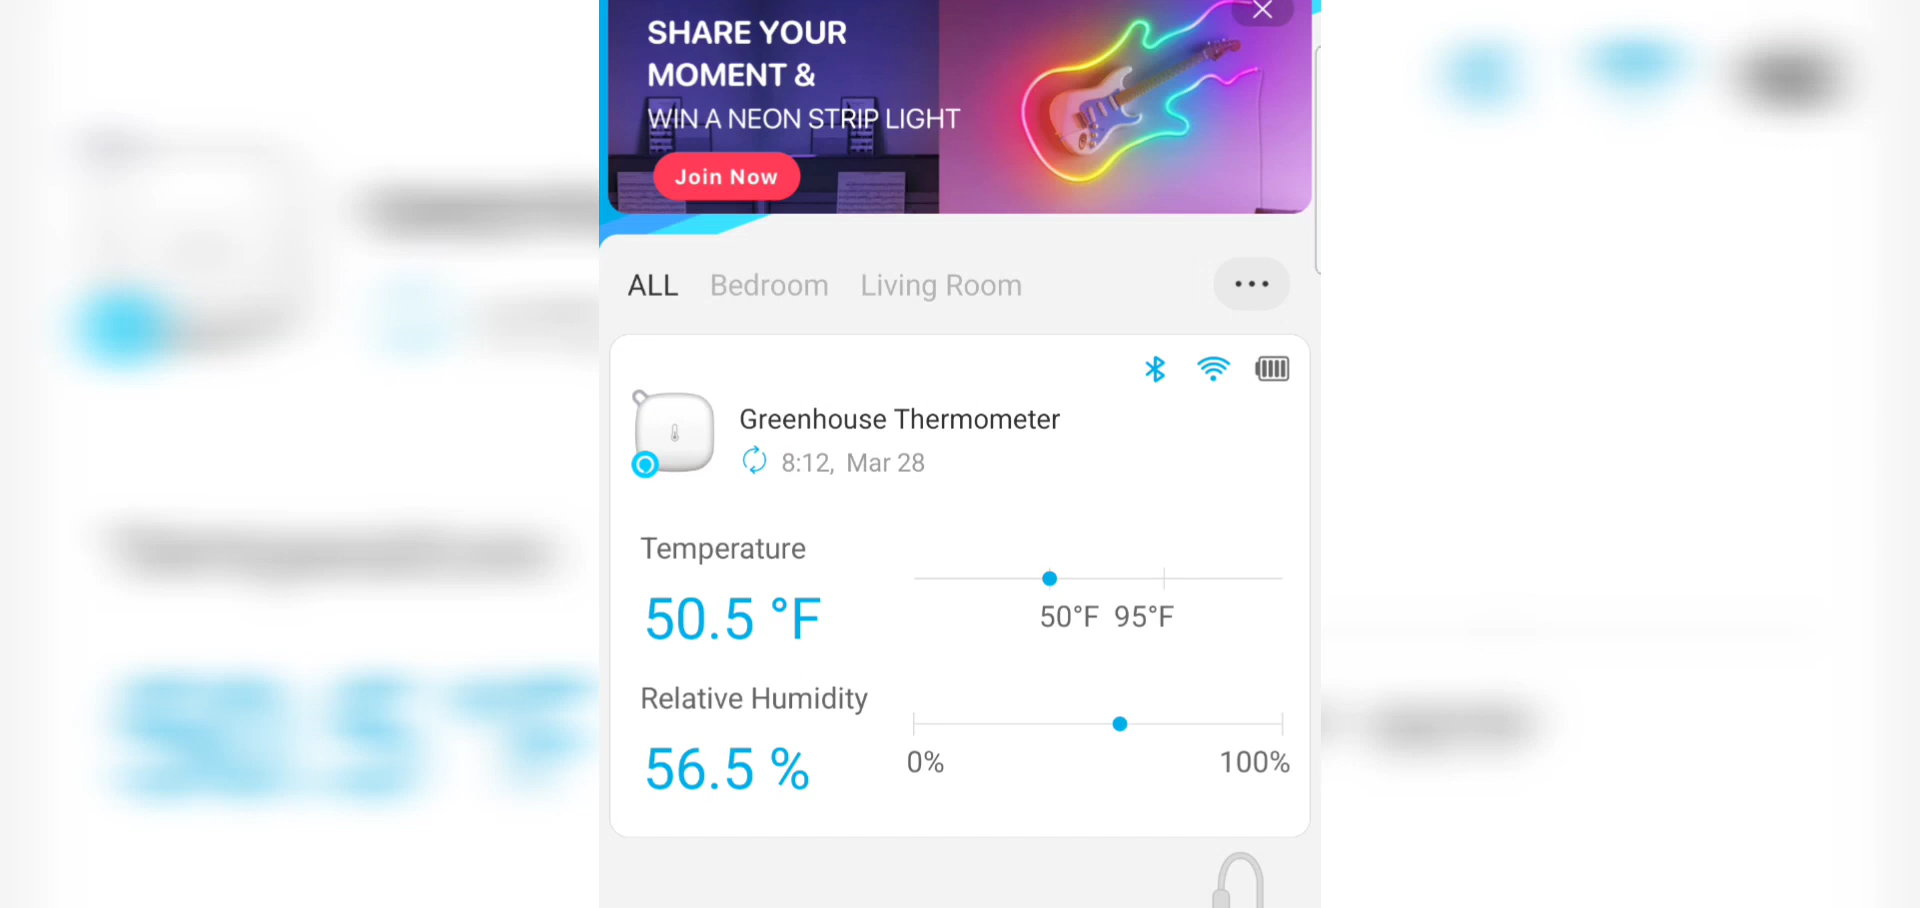 SHARE YOUR
MOMENT &
WIN A NEON STRIP LIGHT
Join Now
ALL Bedroom Living Room
Greenhouse Thermometer
8:12, Mar 28
Temperature
50.5 °F
50°F 95°F
Relative Humidity
56.5 %
0% 100%